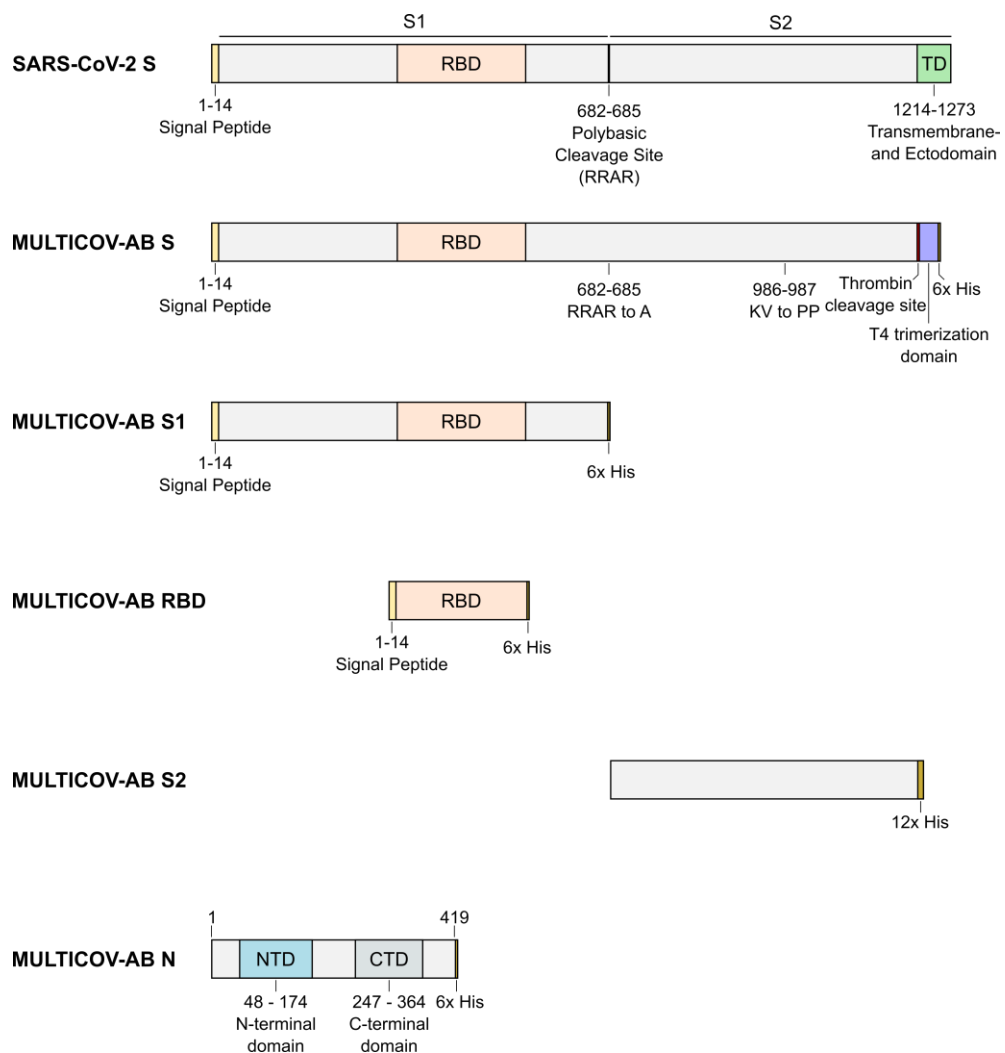 S1
S2
SARS-CoV-2 S
RBD
TD
1-14
Signal Peptide
682-685
Polybasic
Cleavage Site
(RRAR)
1214-1273
Transmembrane-
and Ectodomain
MULTICOV-AB S
RBD
1-14
Signal Peptide
682-685
RRAR to A
986-987
KV to PP
Thrombin
cleavage site
6x His
T4 trimerization
domain
MULTICOV-AB S1
RBD
1-14
Signal Peptide
6x His
MULTICOV-AB RBD
RBD
1-14
Signal Peptide
6x His
MULTICOV-AB S2
12x His
1
419
MULTICOV-AB N
NTD
CTD
48 - 174
N-terminal
domain
247 - 364
C-terminal
domain
6x His